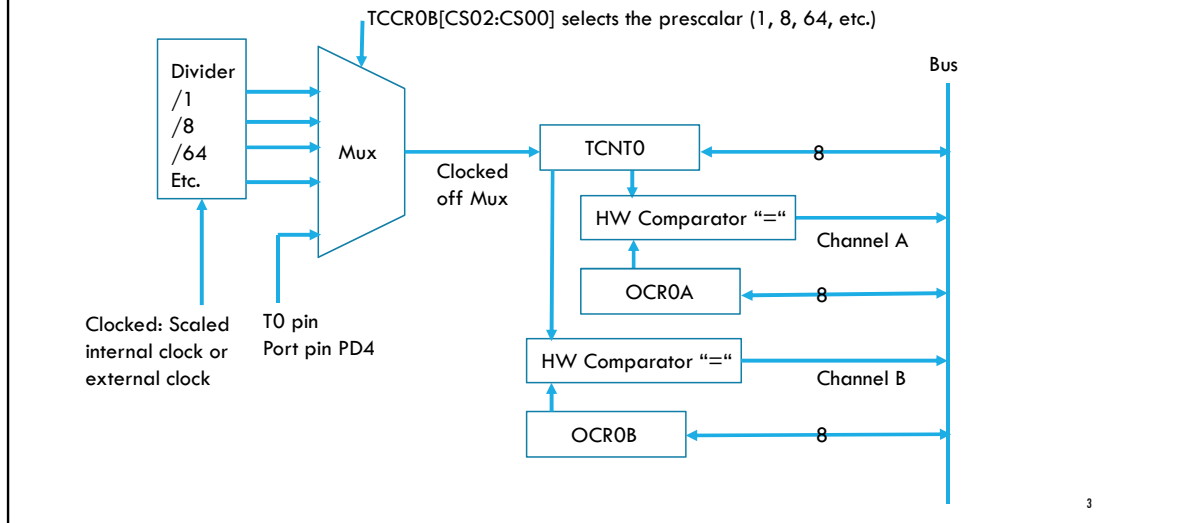 TCCR0B[CS02:CS00] selects the prescalar (1, 8, 64, etc.)
Divider
/1
/8
/64
Etc.
Mux
Clocked
off Mux
TCNT0
8
Bus
HW Comparator “=“
Channel A
OCR0A
8
Clocked: Scaled
internal clock or
external clock
T0 pin
Port pin PD4
HW Comparator “=“
Channel B
OCR0B
8
3